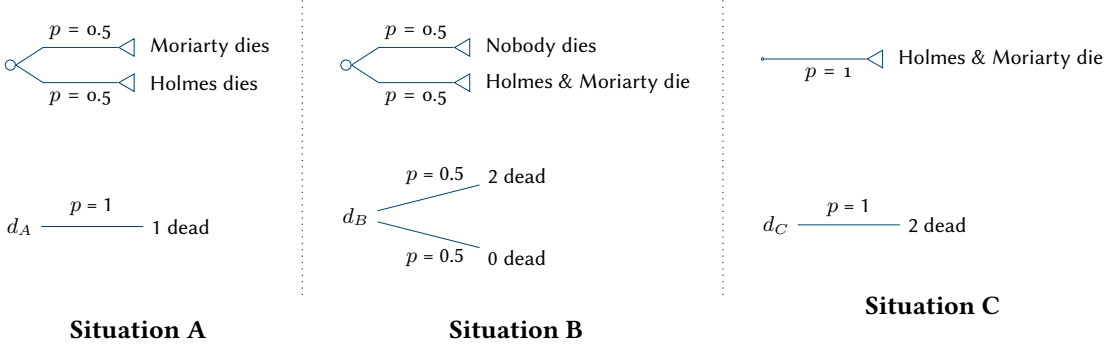 p = 0.5
Moriarty dies
Holmes dies
p = 0.5
p = 1
d_A
1 dead
Situation A
p = 0.5
Nobody dies
Holmes & Moriarty die
p = 0.5
p = 0.5
2 dead
d_B
p = 0.5
0 dead
Situation B
Holmes & Moriarty die
p = 1
p = 1
d_C
2 dead
Situation C